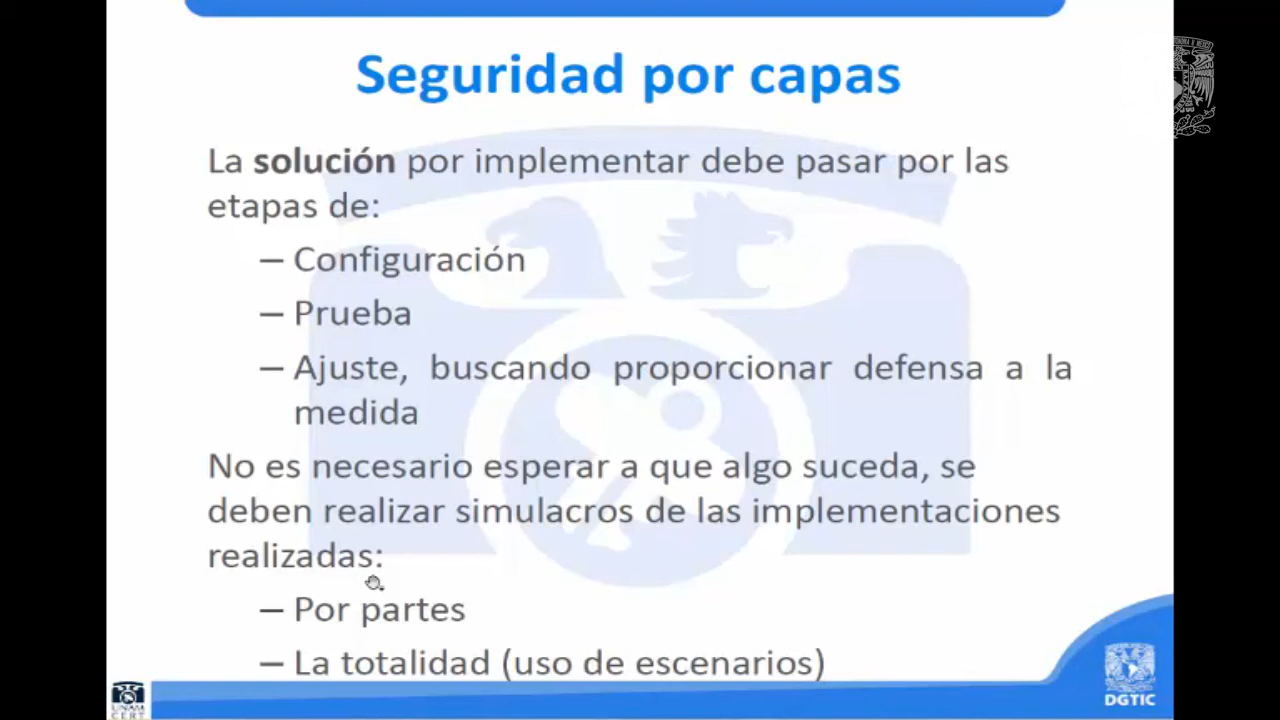 Seguridad por capas
La solución por implementar debe pasar por las
etapas de:
– Configuración
– Prueba
– Ajuste, buscando proporcionar defensa a la
medida
No es necesario esperar a que algo suceda, se
deben realizar simulacros de las implementaciones
realizadas:
– Por partes
– La totalidad (uso de escenarios)
UNAM
CERT
DGTIC